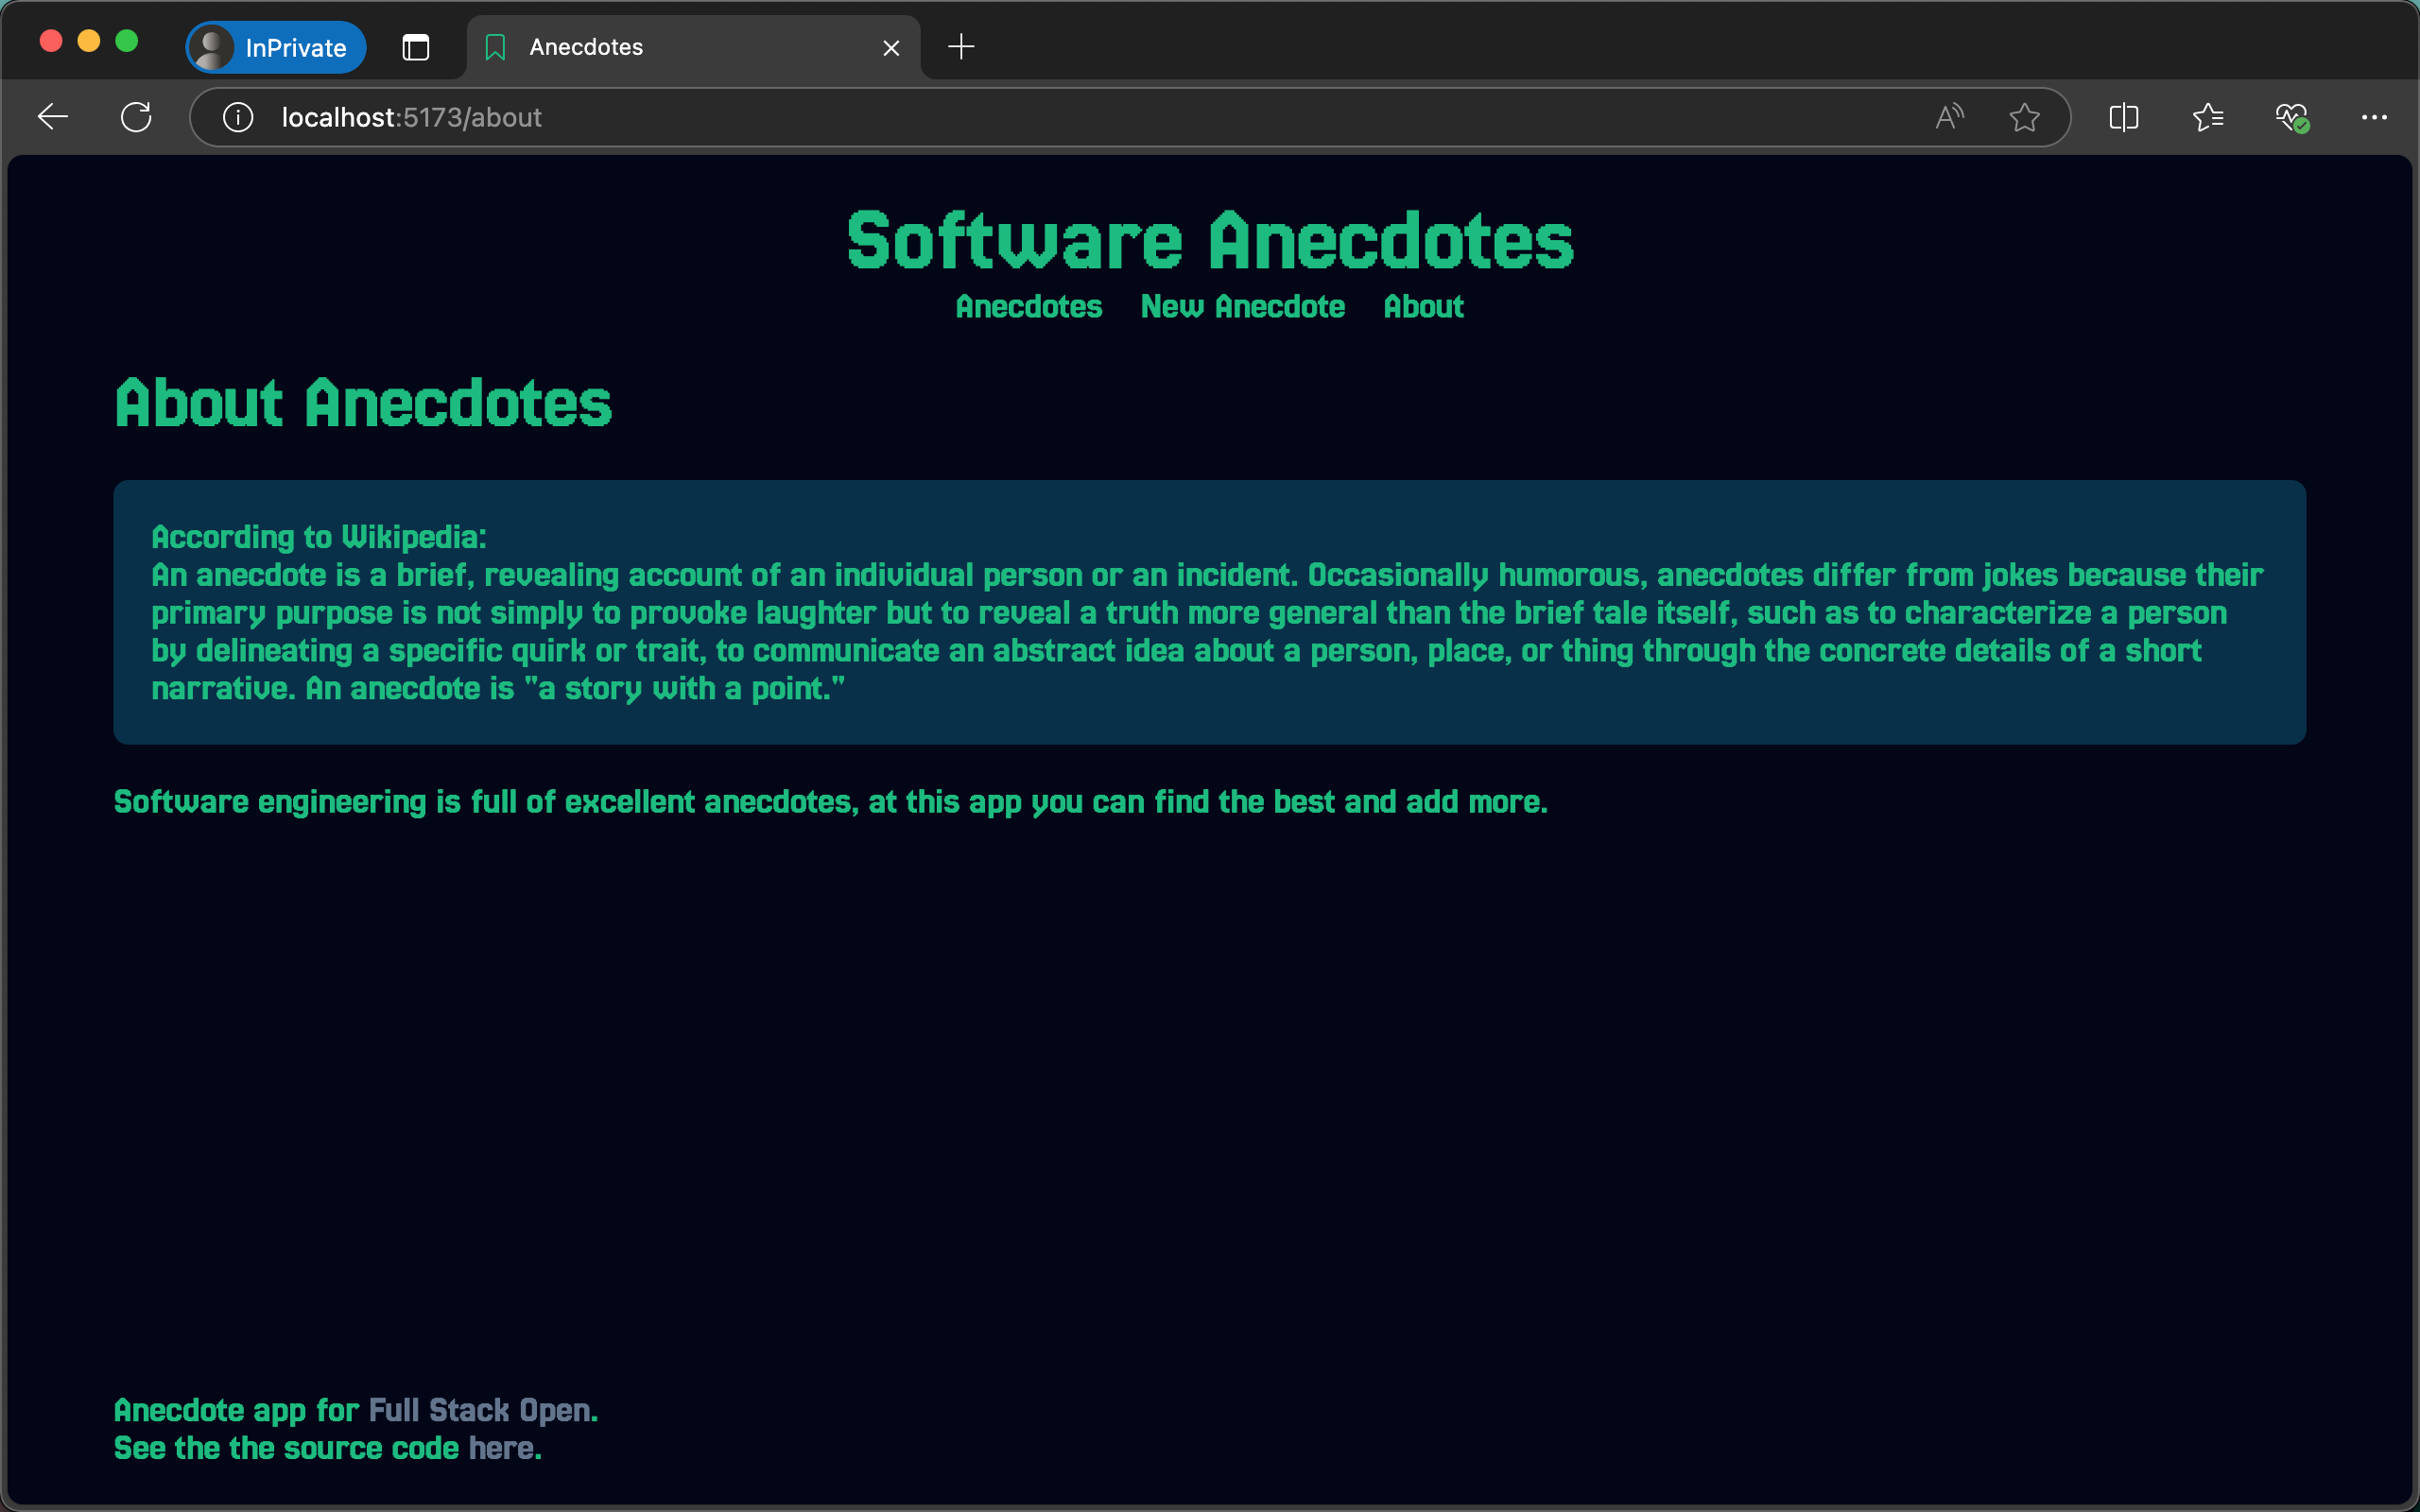 InPrivate
Anecdotes
localhost:5173/about
Software Anecdotes
Anecdotes New Anecdote About
About Anecdotes
According to Wikipedia:
An anecdote is a brief, revealing account of an individual person or an incident. Occasionally humorous, anecdotes differ from jokes because their
primary purpose is not simply to provoke laughter but to reveal a truth more general than the brief tale itself, such as to characterize a person
by delineating a specific quirk or trait, to communicate an abstract idea about a person, place, or thing through the concrete details of a short
narrative. An anecdote is "a story with a point."
Software engineering is full of excellent anecdotes, at this app you can find the best and add more.
Anecdote app for Full Stack Open.
See the the source code here.